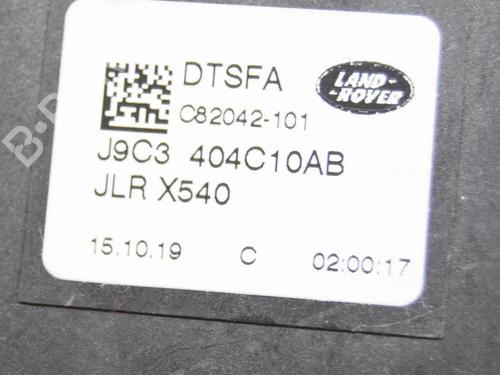 DTSFA
LAND-
-ROVER
C82042-101
J9C3 404C10AB
JLR X540
15.10.19 C 02:00:17